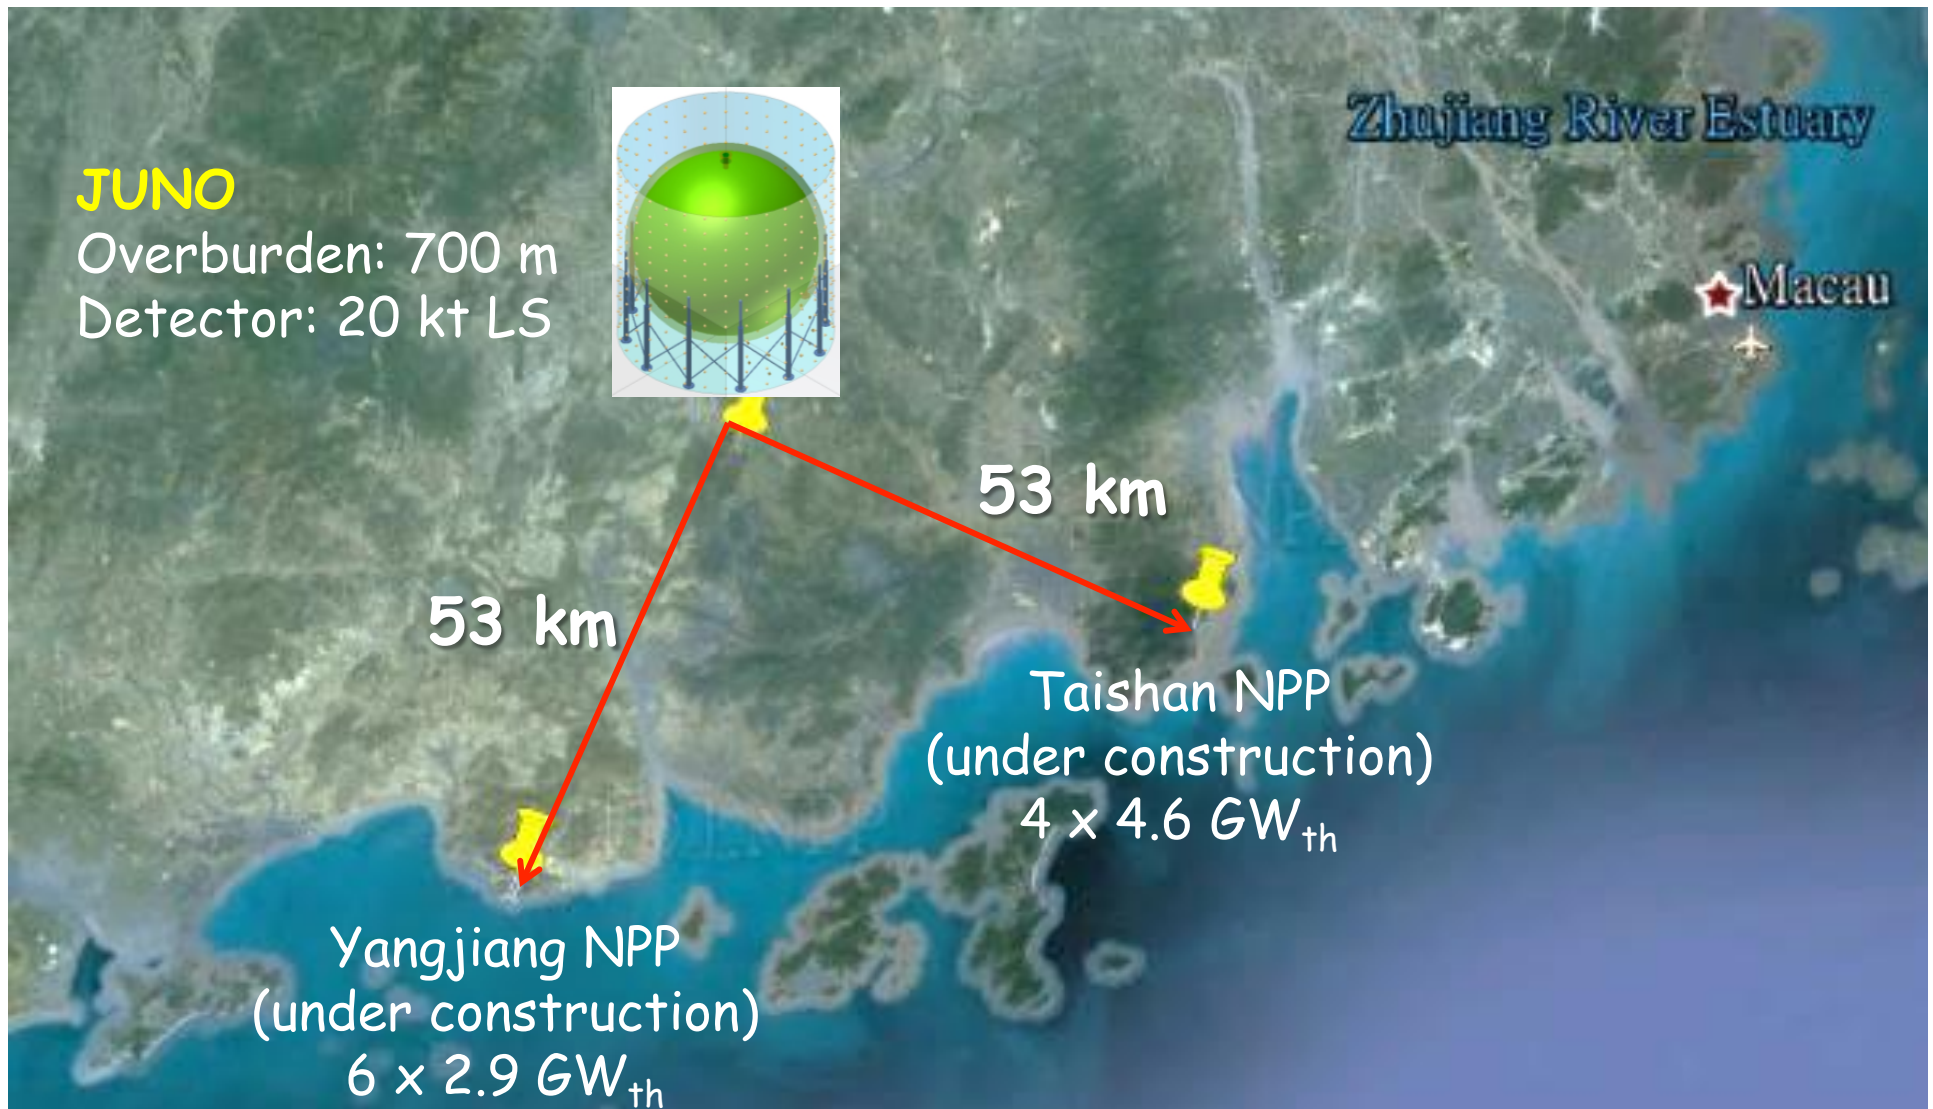 Zhujiang River Estuary
JUNO
Overburden: 700 m
Detector: 20 kt LS
Macau
53 km
53 km
Taishan NPP
(under construction)
4 x 4.6 GWth
Yangjiang NPP
(under construction)
6 x 2.9 GWth